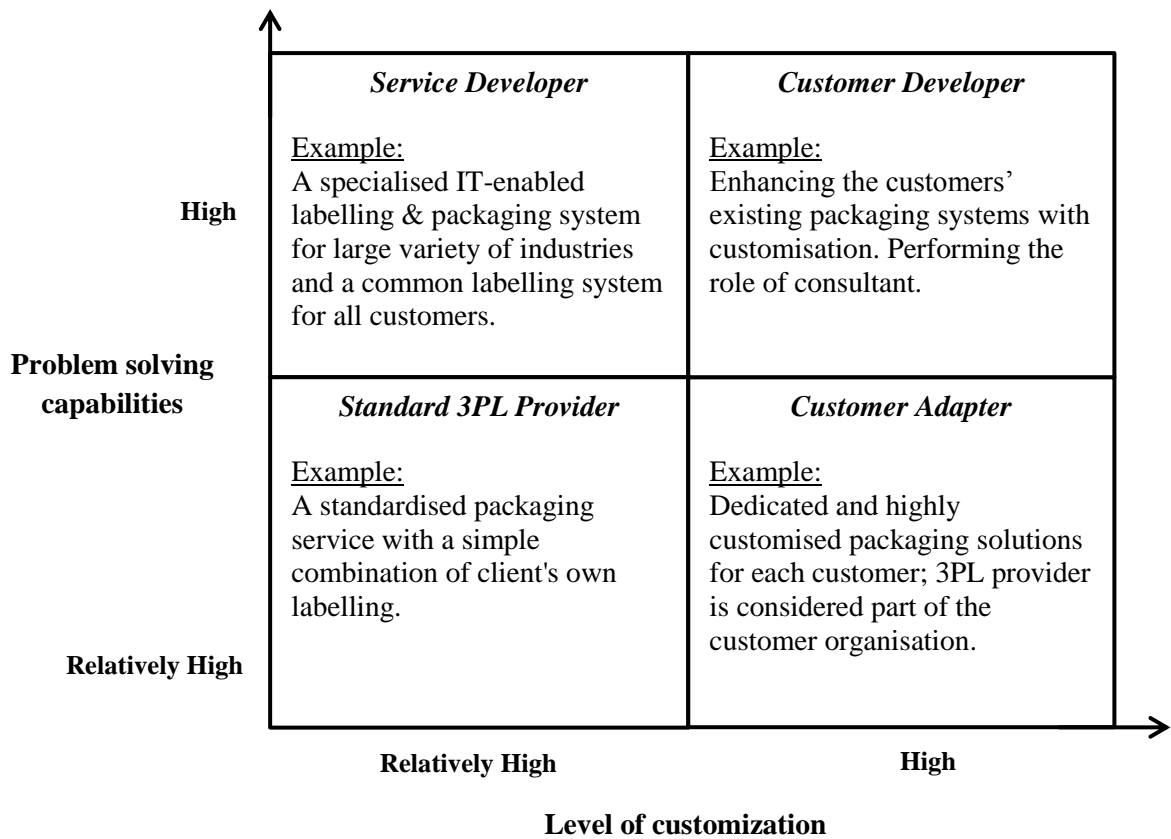 Service Developer
Example:
A specialised IT-enabled
labelling & packaging system
for large variety of industries
and a common labelling system
for all customers.
Customer Developer
Example:
Enhancing the customers’
existing packaging systems with
customisation. Performing the
role of consultant.
High
Problem solving
capabilities
Standard 3PL Provider
Example:
A standardised packaging
service with a simple
combination of client's own
labelling.
Customer Adapter
Example:
Dedicated and highly
customised packaging solutions
for each customer; 3PL provider
is considered part of the
customer organisation.
Relatively High
Relatively High
High
Level of customization